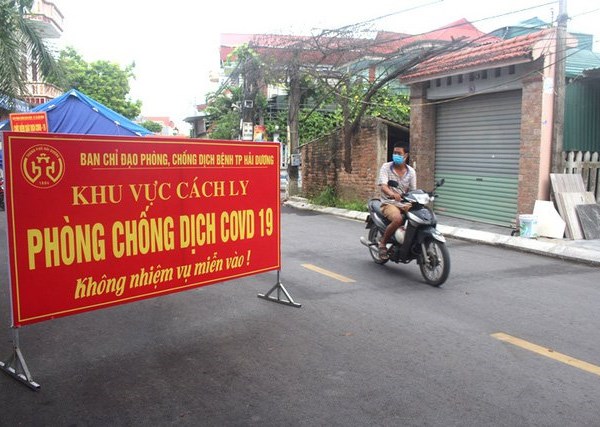 BAN CHỈ ĐẠO PHÒNG, CHỐNG DỊCH BỆNH TP HẢI DƯƠNG
KHU VỰC CÁCH LY
PHÒNG CHỐNG DỊCH COVD 19
Không nhiệm vụ miễn vào !